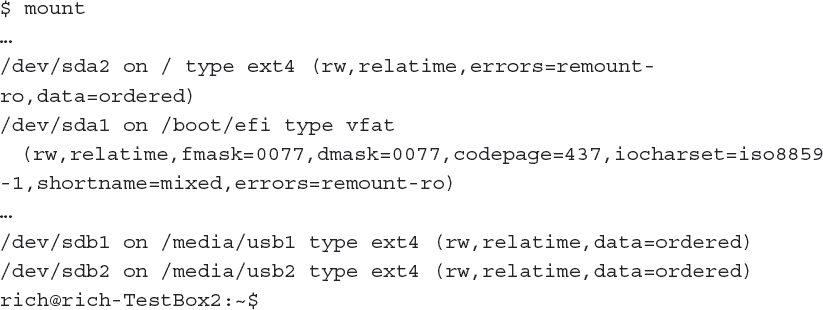 $ mount
…
/dev/sda2 on / type ext4 (rw,relatime,errors=remount-
ro,data=ordered)
/dev/sda1 on /boot/efi type vfat
(rw,relatime,fmask=0077,dmask=0077,codepage=437,iocharset=iso8859
-1,shortname=mixed,errors=remount-ro)
…
/dev/sdb1 on /media/usb1 type ext4 (rw,relatime,data=ordered)
/dev/sdb2 on /media/usb2 type ext4 (rw,relatime,data=ordered)
rich@rich-TestBox2:~$